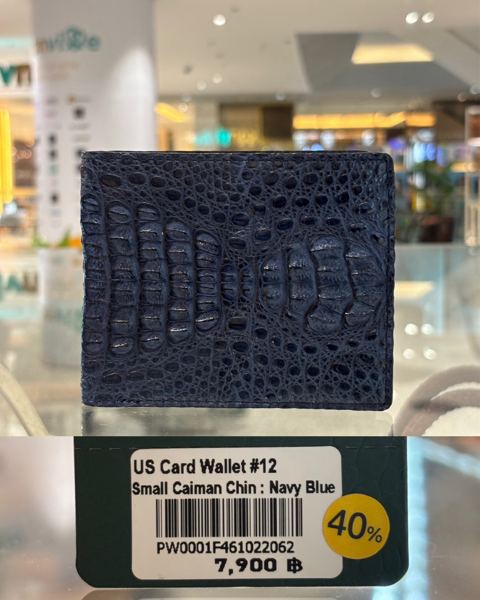 US Card Wallet #12
Small Caiman Chin : Navy Blue
PW0001F461022062
7,900 ฿
40%